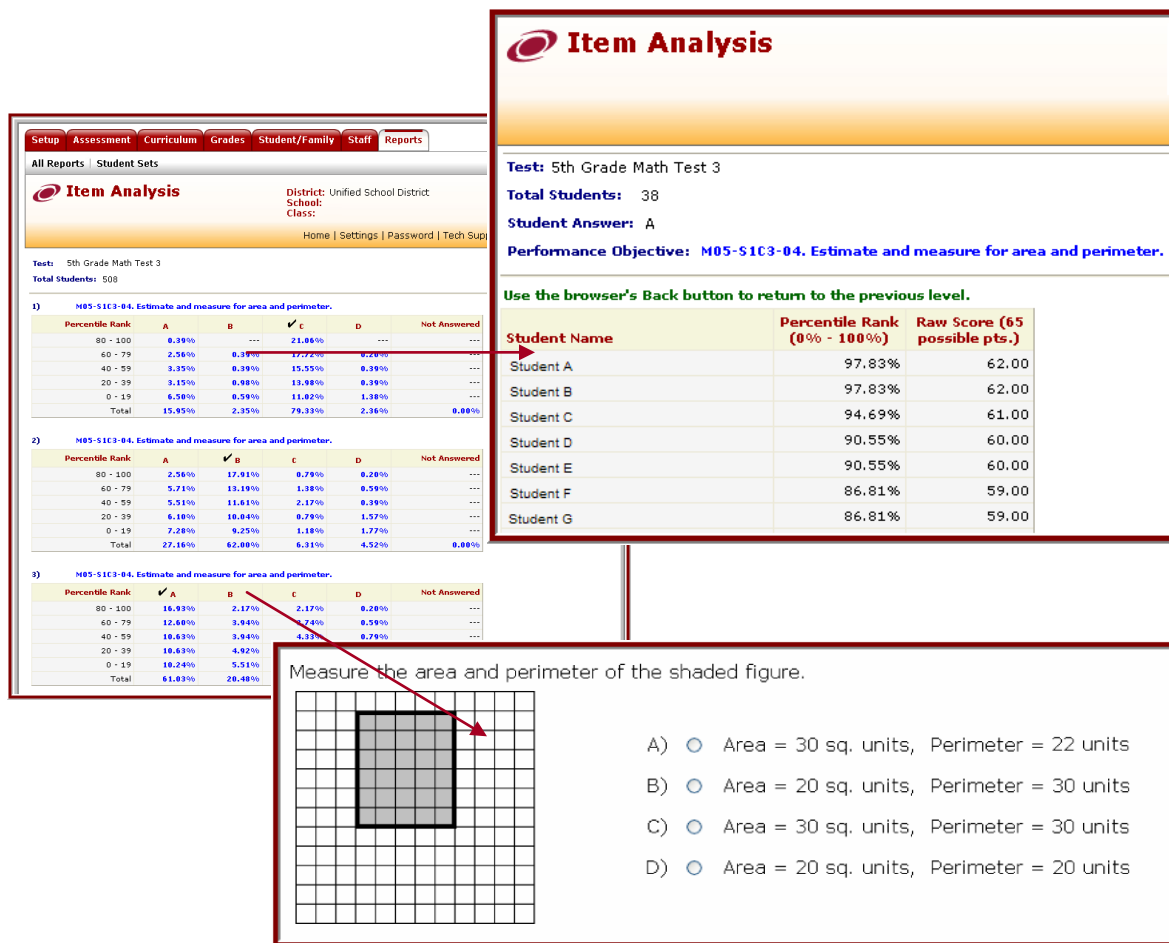 Item Analysis
Test: 5th Grade Math Test 3
Total Students: 38
Student Answer: A
Performance Objective: M05-S1C3-04. Estimate and measure for area and perimeter.
Use the browser's Back button to return to the previous level.
Student Name Percentile Rank (0% - 100%) Raw Score (65 possible pts.)
Student A 97.83% 62.00
Student B 97.83% 62.00
Student C 94.69% 61.00
Student D 90.55% 60.00
Student E 90.55% 60.00
Student F 86.81% 59.00
Student G 86.81% 59.00
Setup Assessment Curriculum Grades Student/Family Staff Reports
All Reports | Student Sets
Item Analysis
District: Unified School District
School:
Class:
Home | Settings | Password | Tech
Test: 5th Grade Math Test 3
Total Students: 508
1) M05-S1C3-04. Estimate and measure for area and perimeter.
Percentile Rank A B ✔ C D Not Answered
80 - 100 0.39% --- 21.06% --- ---
60 - 79 2.56% 0.39% 17.72% 0.20% ---
40 - 59 3.35% 0.39% 15.55% 0.39% ---
20 - 39 3.15% 0.98% 13.98% 0.39% ---
0 - 19 6.50% 0.59% 11.02% 1.38% ---
Total 15.95% 2.35% 79.33% 2.36% 0.00%
2) M05-S1C3-04. Estimate and measure for area and perimeter.
Percentile Rank A ✔ B C D Not Answered
80 - 100 2.56% 17.91% 0.79% 0.20% ---
60 - 79 5.71% 13.19% 1.38% 0.59% ---
40 - 59 5.51% 11.61% 2.17% 0.39% ---
20 - 39 6.10% 10.04% 0.79% 1.57% ---
0 - 19 7.28% 9.25% 1.18% 1.77% ---
Total 27.16% 62.00% 6.31% 4.52% 0.00%
3) M05-S1C3-04. Estimate and measure for area and perimeter.
Percentile Rank ✔ A B C D Not Answered
80 - 100 16.93% 2.17% 2.17% 0.20% ---
60 - 79 12.60% 3.94% 0.59% ---
40 - 59 10.63% 3.94% 4.33% 0.79% ---
20 - 39 10.63% 4.92%
0 - 19 10.24% 5.51%
Total 61.03% 20.48%
Measure the area and perimeter of the shaded figure.
A) Area = 30 sq. units, Perimeter = 22 units
B) Area = 20 sq. units, Perimeter = 30 units
C) Area = 30 sq. units, Perimeter = 30 units
D) Area = 20 sq. units, Perimeter = 20 units